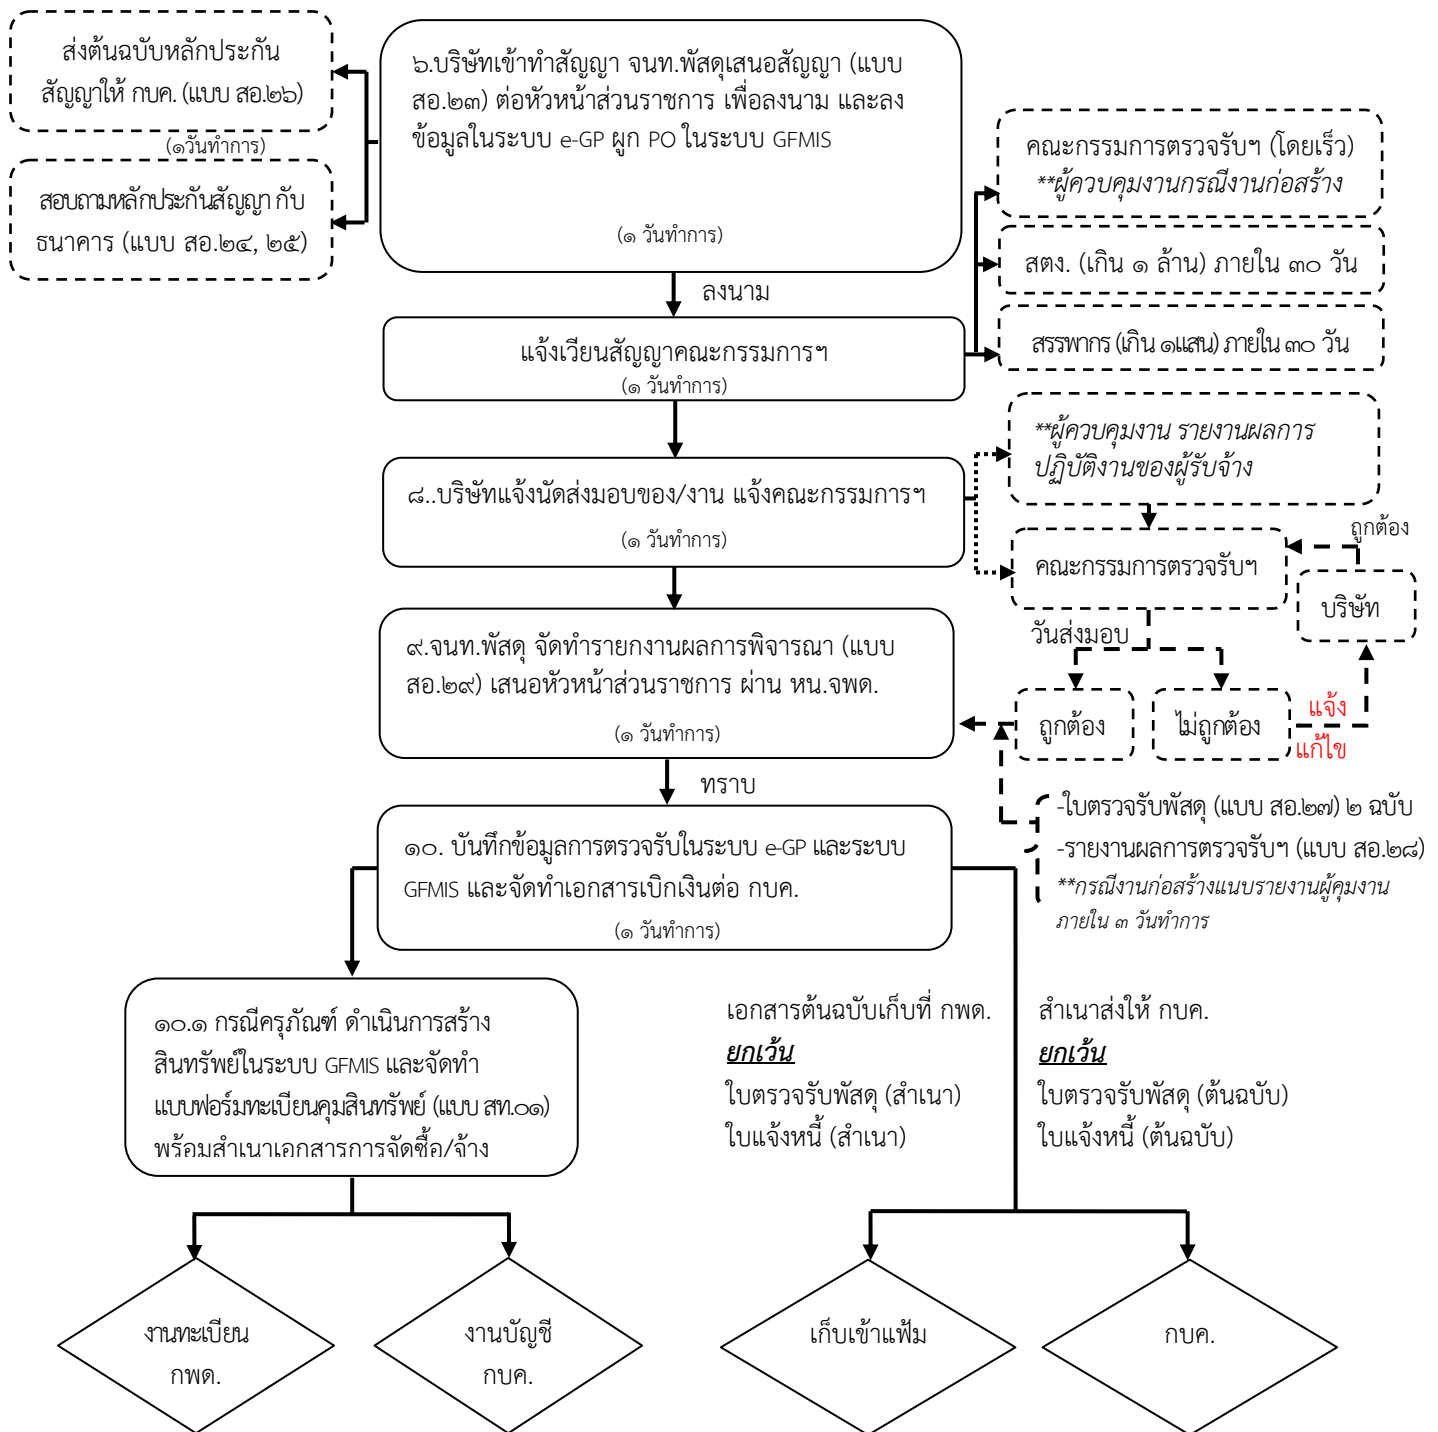 ส่งต้นฉบับหลักประกัน
สัญญาให้ กบค. (แบบ สอ.๒๖)
(๑วันทำการ)
สอบถามหลักประกันสัญญา กับ
ธนาคาร (แบบ สอ.๒๔, ๒๕)
๖.บริษัทเข้าทำสัญญา จนท.พัสดุเสนอสัญญา (แบบ
สอ.๒๓) ต่อหัวหน้าส่วนราชการ เพื่อลงนาม และลง
ข้อมูลในระบบ e-GP ผูก PO ในระบบ GFMIS
(๑ วันทำการ)
ลงนาม
คณะกรรมการตรวจรับฯ (โดยเร็ว)
**ผู้ควบคุมงานกรณีงานก่อสร้าง
สตง. (เกิน ๑ ล้าน) ภายใน ๓๐ วัน
สรรพากร (เกิน ๑แสน) ภายใน ๓๐ วัน
แจ้งเวียนสัญญาคณะกรรมการฯ
(๑ วันทำการ)
**ผู้ควบคุมงาน รายงานผลการ
ปฏิบัติงานของผู้รับจ้าง
๘..บริษัทแจ้งนัดส่งมอบของ/งาน แจ้งคณะกรรมการฯ
(๑ วันทำการ)
คณะกรรมการตรวจรับฯ
ถูกต้อง
บริษัท
วันส่งมอบ
ถูกต้อง
ไม่ถูกต้อง
แจ้ง
แก้ไข
๙.จนท.พัสดุ จัดทำรายกงานผลการพิจารณา (แบบ
สอ.๒๙) เสนอหัวหน้าส่วนราชการ ผ่าน หน.จพด.
(๑ วันทำการ)
ทราบ
-ใบตรวจรับพัสดุ (แบบ สอ.๒๗) ๒ ฉบับ
-รายงานผลการตรวจรับฯ (แบบ สอ.๒๘)
**กรณีงานก่อสร้างแนบรายงานผู้คุมงาน
ภายใน ๓ วันทำการ
๑๐. บันทึกข้อมูลการตรวจรับในระบบ e-GP และระบบ
GFMIS และจัดทำเอกสารเบิกเงินต่อ กบค.
(๑ วันทำการ)
๑๐.๑ กรณีครุภัณฑ์ ดำเนินการสร้าง
สินทรัพย์ในระบบ GFMIS และจัดทำ
แบบฟอร์มทะเบียนคุมสินทรัพย์ (แบบ สท.๐๑)
พร้อมสำเนาเอกสารการจัดซื้อ/จ้าง
เอกสารต้นฉบับเก็บที่ กพด.
ยกเว้น
ใบตรวจรับพัสดุ (สำเนา)
ใบแจ้งหนี้ (สำเนา)
สำเนาส่งให้ กบค.
ยกเว้น
ใบตรวจรับพัสดุ (ต้นฉบับ)
ใบแจ้งหนี้ (ต้นฉบับ)
งานทะเบียน
กพด.
งานบัญชี
กบค.
เก็บเข้าแฟ้ม
กบค.